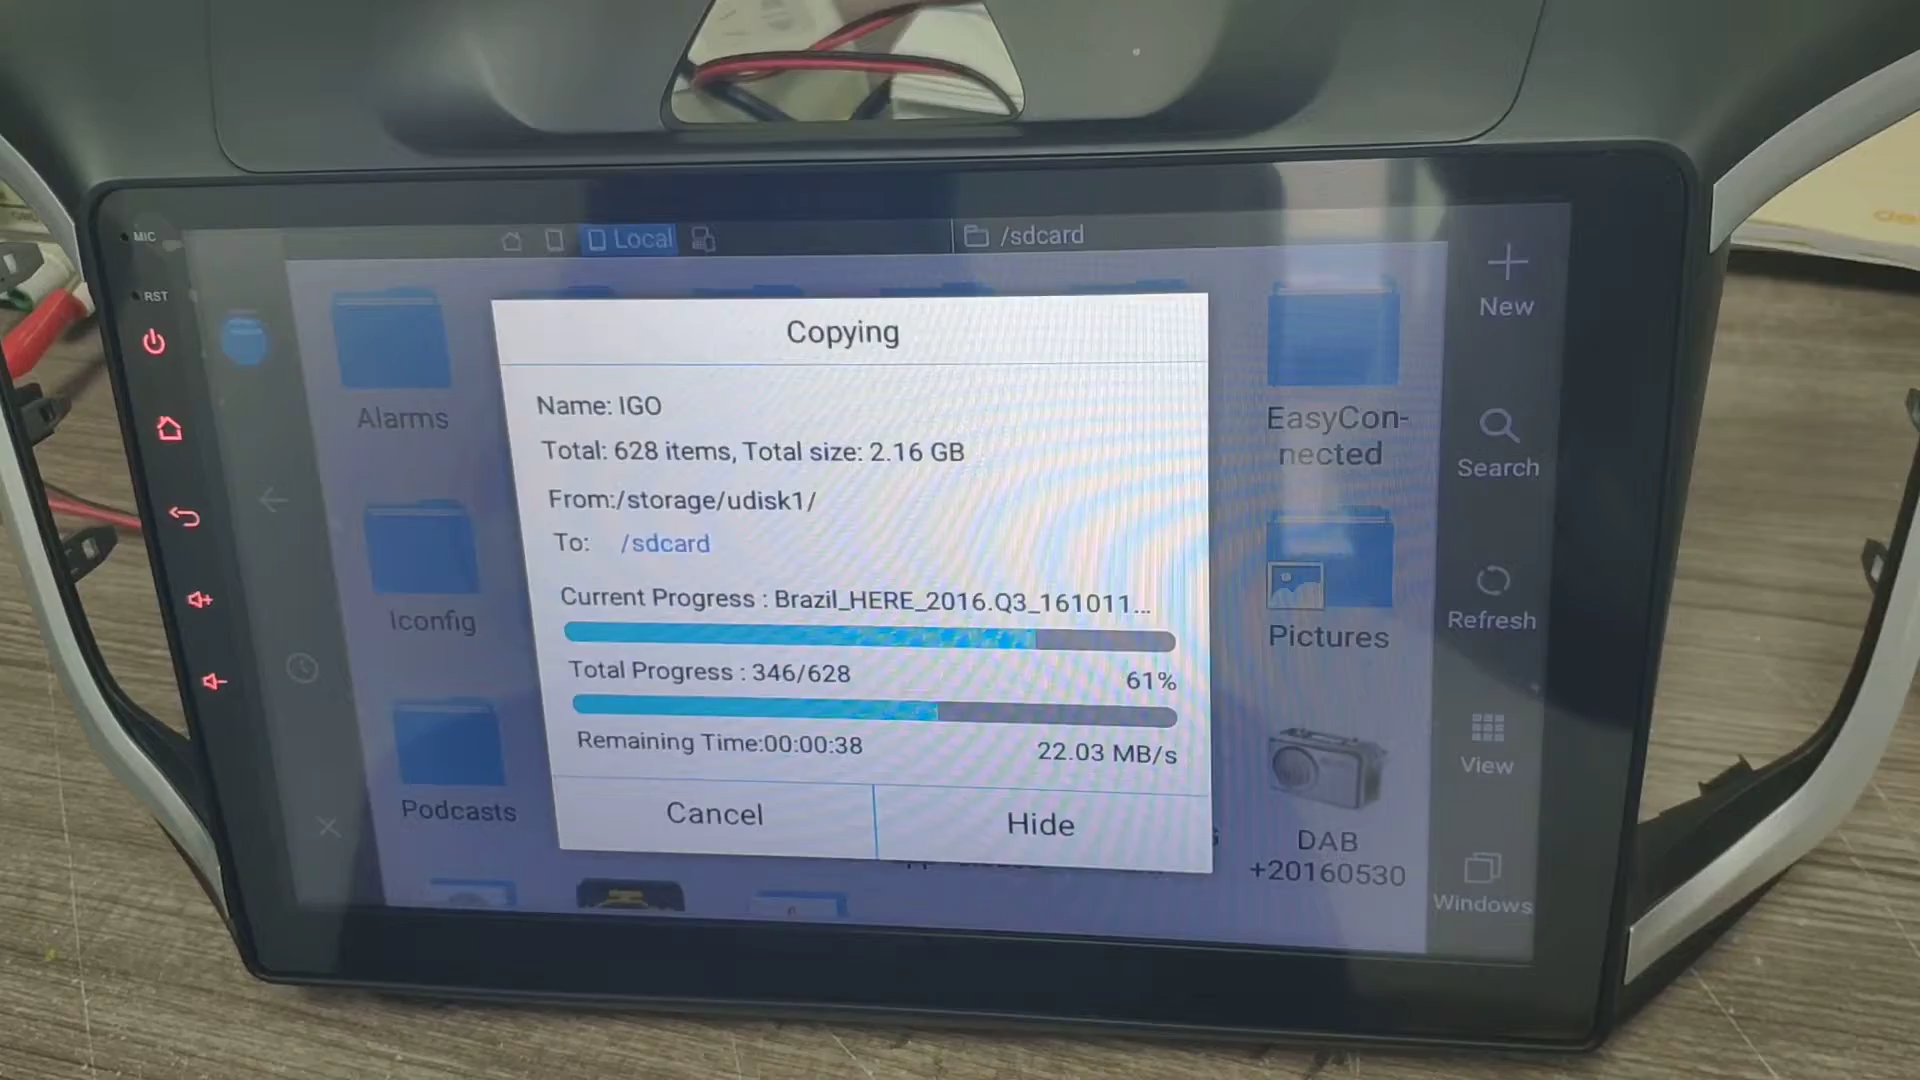 MIC
RST
Local
/sdcard
New
Search
Refresh
View
Windows
Alarms
EasyCon-
nected
Iconfig
Pictures
Podcasts
DAB
+20160530
Copying
Name: IGO
Total: 628 items, Total size: 2.16 GB
From:/storage/udisk1/
To: /sdcard
Current Progress : Brazil_HERE_2016.Q3_161011...
Total Progress : 346/628
61%
Remaining Time:00:00:38
22.03 MB/s
Cancel
Hide